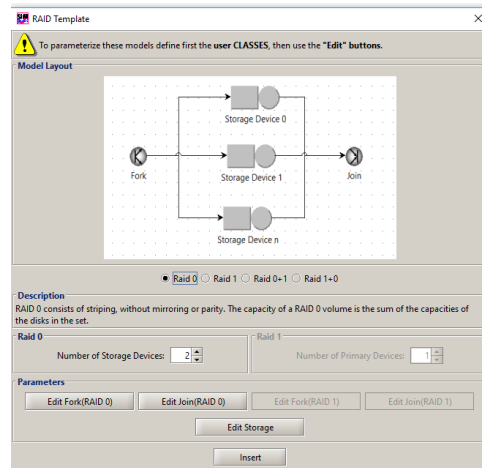 RAID Template
To parameterize these models define first the user CLASSES, then use the "Edit" buttons.
Model Layout
Storage Device 0
Fork
Storage Device 1
Join
Storage Device n
Raid 0 Raid 1 Raid 0+1 Raid 1+0
Description
RAID 0 consists of striping, without mirroring or parity. The capacity of a RAID 0 volume is the sum of the capacities of
the disks in the set.
Raid 0 Raid 1
Number of Storage Devices: 2 Number of Primary Devices: 1
Parameters
Edit Fork(RAID 0) Edit Join(RAID 0) Edit Fork(RAID 1) Edit Join(RAID 1)
Edit Storage
Insert